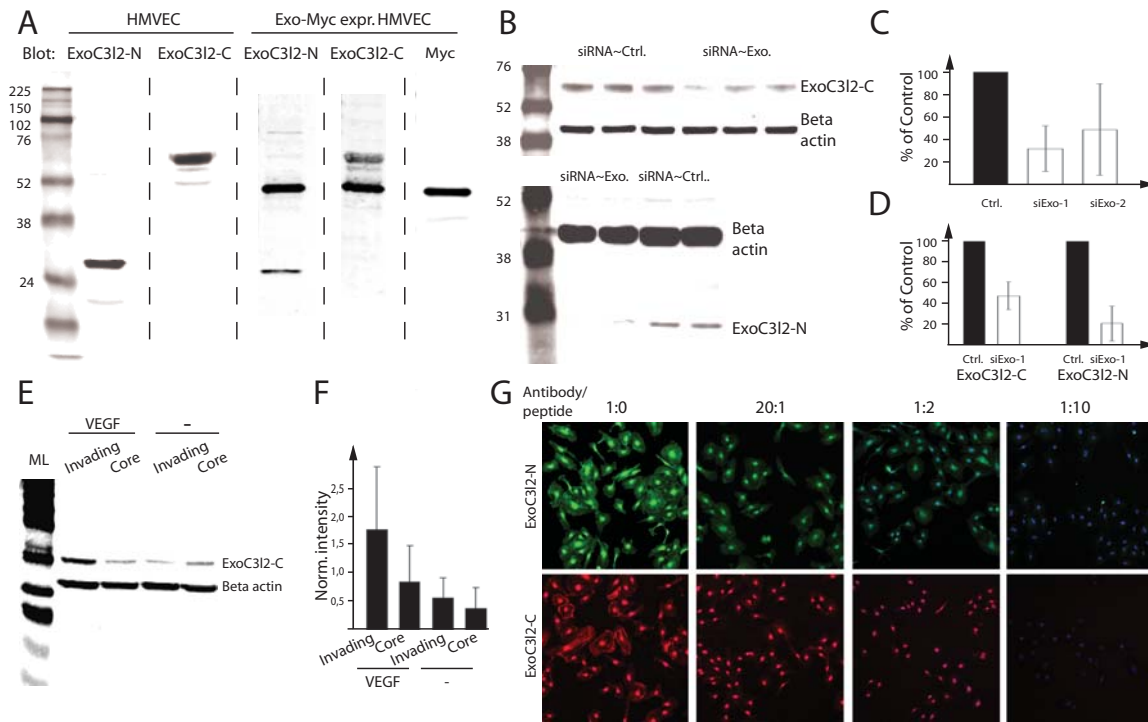 A
HMVEC
Exo-Myc expr. HMVEC
Blot:
ExoC3l2-N
ExoC3l2-C
ExoC3l2-N
ExoC3l2-C
Myc
225
150
102
76
52
38
24
B
siRNA~Ctrl.
siRNA~Exo.
76
52
38
ExoC3l2-C
Beta
actin
siRNA~Exo.
siRNA~Ctrl..
52
38
31
Beta
actin
ExoC3l2-N
C
% of Control
100
80
60
40
20
Ctrl.
siExo-1
siExo-2
D
% of Control
100
80
60
40
20
Ctrl. siExo-1
Ctrl. siExo-1
ExoC3l2-C
ExoC3l2-N
E
VEGF
–
ML
Invading
Core
Invading
Core
ExoC3l2-C
Beta actin
F
Norm. intensity
2,5
2,0
1,5
1,0
0,5
Invading
Core
Invading
Core
VEGF
-
G
Antibody/
peptide
1:0
20:1
1:2
1:10
ExoC3l2-N
ExoC3l2-C